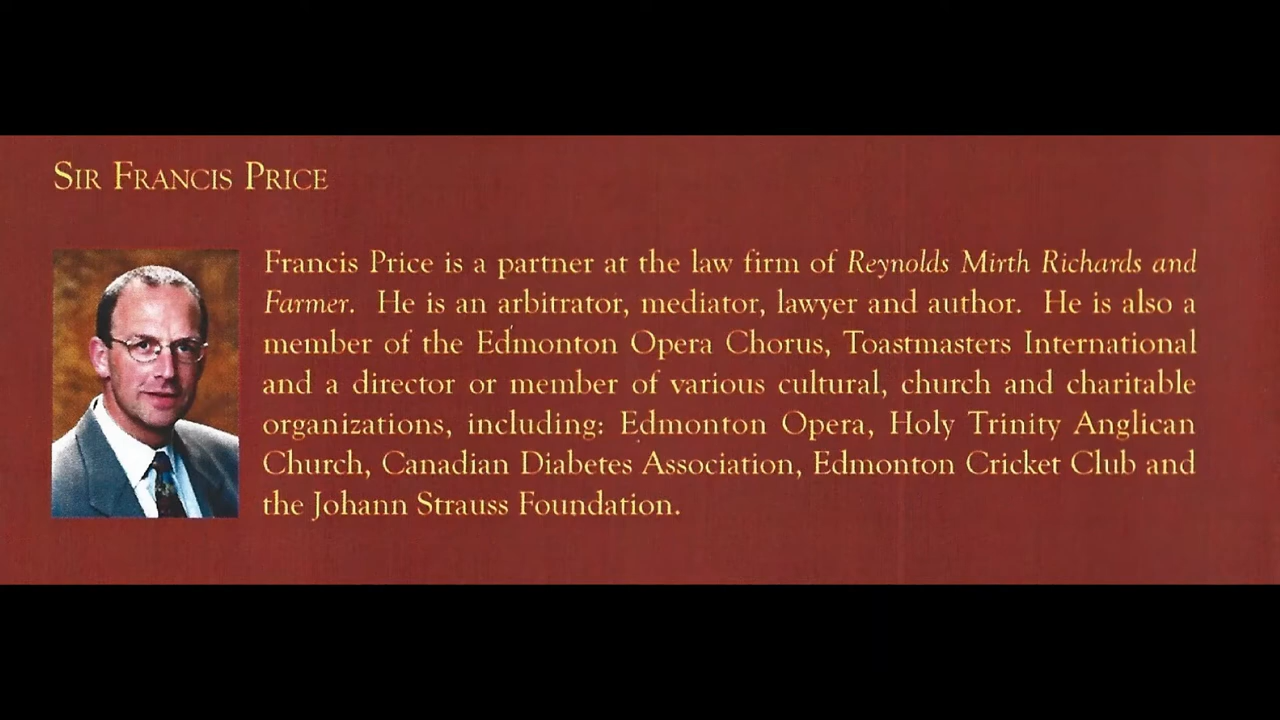 SIR FRANCIS PRICE
Francis Price is a partner at the law firm of Reynolds Mirth Richards and
Farmer. He is an arbitrator, mediator, lawyer and author. He is also a
member of the Edmonton Opera Chorus, Toastmasters International
and a director or member of various cultural, church and charitable
organizations, including: Edmonton Opera, Holy Trinity Anglican
Church, Canadian Diabetes Association, Edmonton Cricket Club and
the Johann Strauss Foundation.